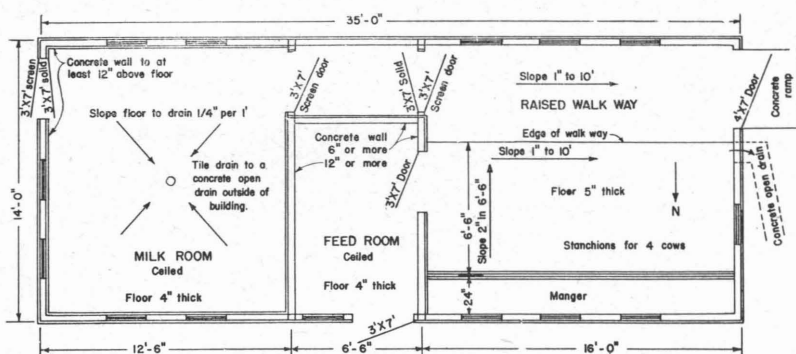 35'-0"
Concrete wall to at
least 12" above floor
3'X7' screen
3'X7' solid
Slope floor to drain 1/4" per 1'
Tile drain to a
concrete open
drain outside of
building.
14'-0"
MILK ROOM
Ceiled
Floor 4" thick
3'X7'
Screen door
3'X7' Solid
3'X7'
Screen door
Concrete wall
6" or more
12" or more
3'X7' Door
FEED ROOM
Ceiled
Floor 4" thick
3'X7'
Slope 1" to 10'
RAISED WALK WAY
4'X7' Door
Concrete
ramp
Edge of walk way
Slope 1" to 10'
Concrete open drain
6'-6"
Slope 2" in 6'-6"
Floor 5" thick
N
Stanchions for 4 cows
24"
Manger
12'-6"
6'-6"
16'-0"